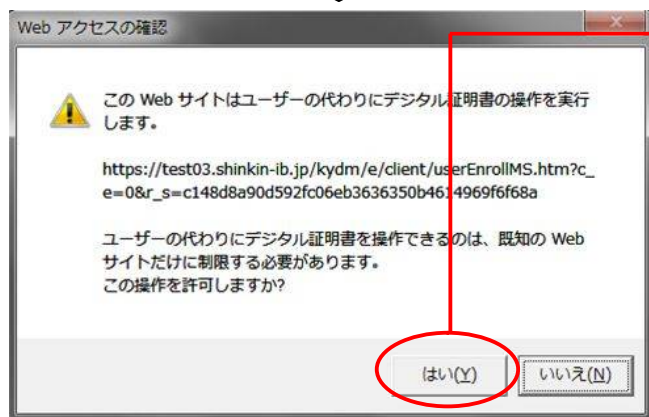 Web アクセスの確認
この Web サイトはユーザーの代わりにデジタル証明書の操作を実行
します。
https://test03.shinkin-ib.jp/kydm/e/client/userEnrollMS.htm?c_
e=0&r_s=c148d8a90d592fc06eb3636350b4614969f6f68a
ユーザーの代わりにデジタル証明書を操作できるのは、既知の Web
サイトだけに制限する必要があります。
この操作を許可しますか?
はい(Y)
いいえ(N)